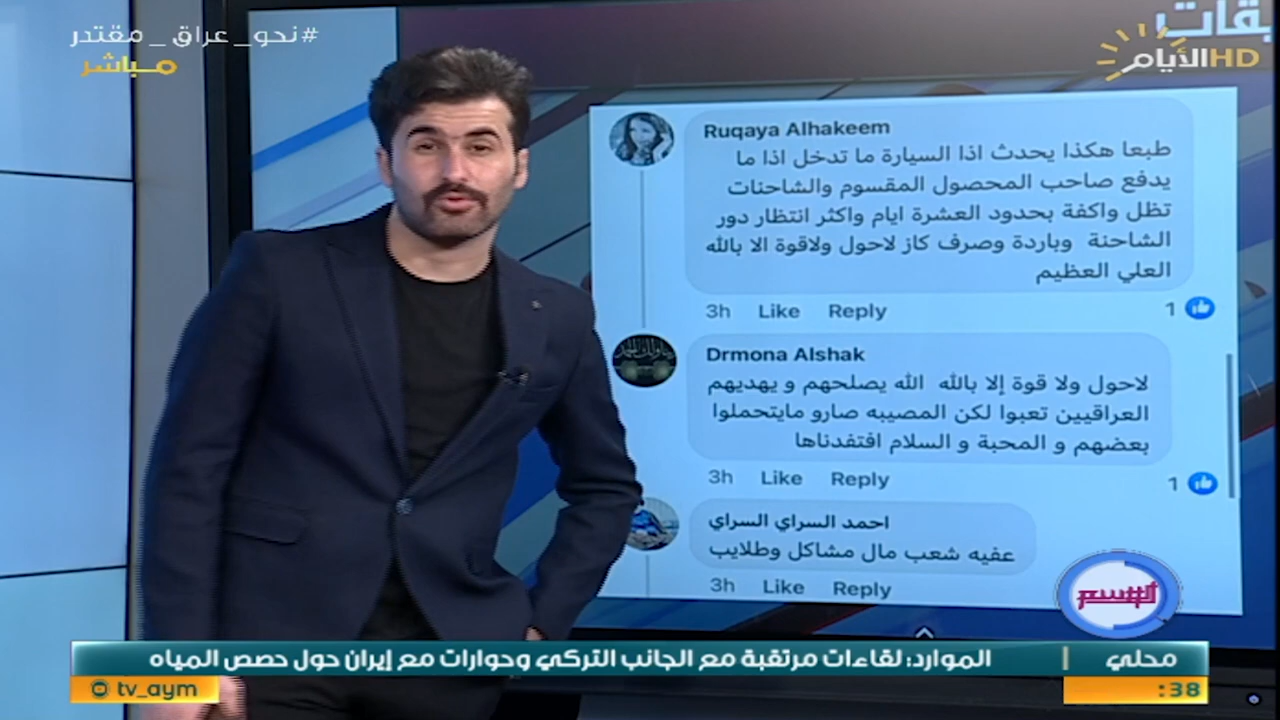 #نحو_عراق_مقتدر
مباشر
بقات
الأيام HD
Ruqaya Alhakeem
طبعا هكذا يحدث اذا السيارة ما تدخل اذا ما
يدفع صاحب المحصول المقسوم والشاحنات
تظل واكفة بحدود العشرة ايام واكثر انتظار دور
الشاحنة وباردة وصرف كاز لاحول ولاقوة الا بالله
العلي العظيم
3h Like Reply 1
Drmona Alshak
لاحول ولا قوة إلا بالله الله يصلحهم و يهديهم
العراقيين تعبوا لكن المصيبه صارو مايتحملوا
بعضهم و المحبة و السلام افتفدناها
3h Like Reply 1
احمد السراي السراي
عفيه شعب مال مشاكل وطلايب
3h Like Reply
محلي | الموارد: لقاءات مرتقبة مع الجانب التركي وحوارات مع إيران حول حصص المياه
tv_aym
:38